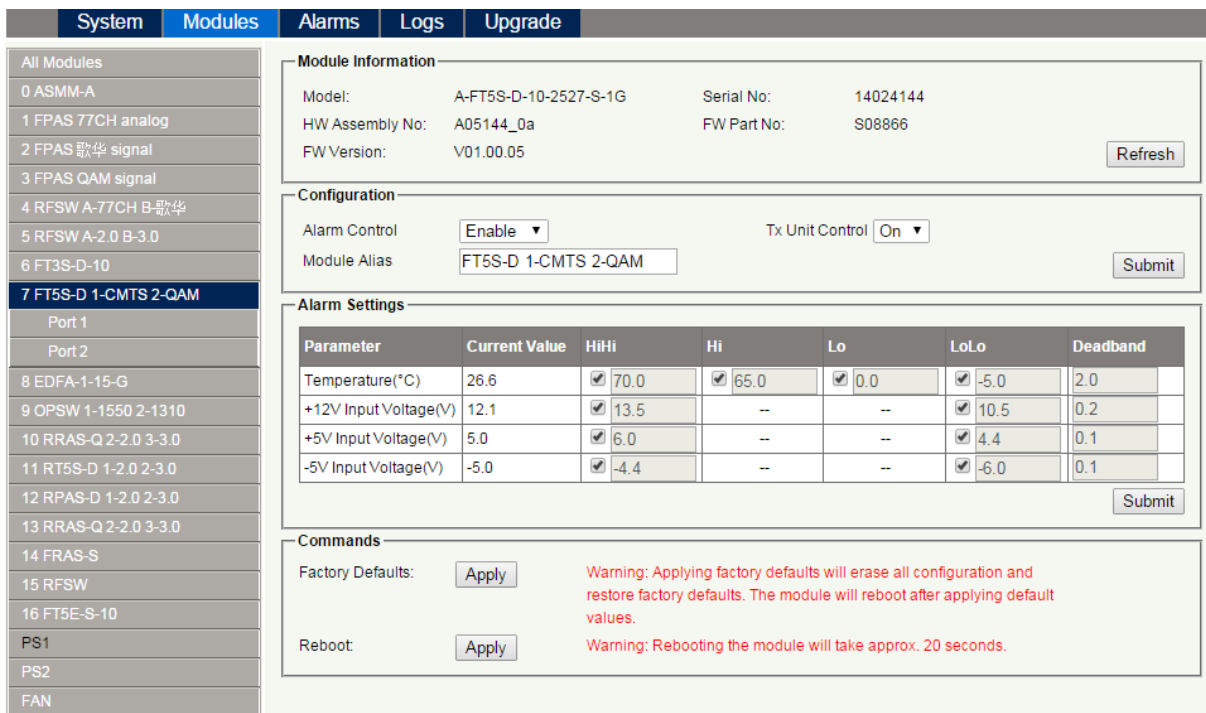 System Modules Alarms Logs Upgrade
All Modules
0 ASMM-A
1 FPAS 77CH analog
2 FPAS 歌华 signal
3 FPAS QAM signal
4 RFSW A-77CH B-歌华
5 RFSW A-2.0 B-3.0
6 FT3S-D-10
7 FT5S-D 1-CMTS 2-QAM
Port 1
Port 2
8 EDFA-1-15-G
9 OPSW 1-1550 2-1310
10 RRAS-Q 2-2.0 3-3.0
11 RT5S-D 1-2.0 2-3.0
12 RPAS-D 1-2.0 2-3.0
13 RRAS-Q 2-2.0 3-3.0
14 FRAS-S
15 RFSW
16 FT5E-S-10
PS1
PS2
FAN
Module Information
Model: A-FT5S-D-10-2527-S-1G Serial No: 14024144
HW Assembly No: A05144_0a FW Part No: S08866
FW Version: V01.00.05
Refresh
Configuration
Alarm Control Enable Tx Unit Control On
Module Alias FT5S-D 1-CMTS 2-QAM
Submit
Alarm Settings
Parameter Current Value HiHi Hi Lo LoLo Deadband
Temperature(°C) 26.6 70.0 65.0 0.0 -5.0 2.0
+12V Input Voltage(V) 12.1 13.5 -- -- 10.5 0.2
+5V Input Voltage(V) 5.0 6.0 -- -- 4.4 0.1
-5V Input Voltage(V) -5.0 -4.4 -- -- -6.0 0.1
Submit
Commands
Factory Defaults: Apply Warning: Applying factory defaults will erase all configuration and
restore factory defaults. The module will reboot after applying default
values.
Reboot: Apply Warning: Rebooting the module will take approx. 20 seconds.